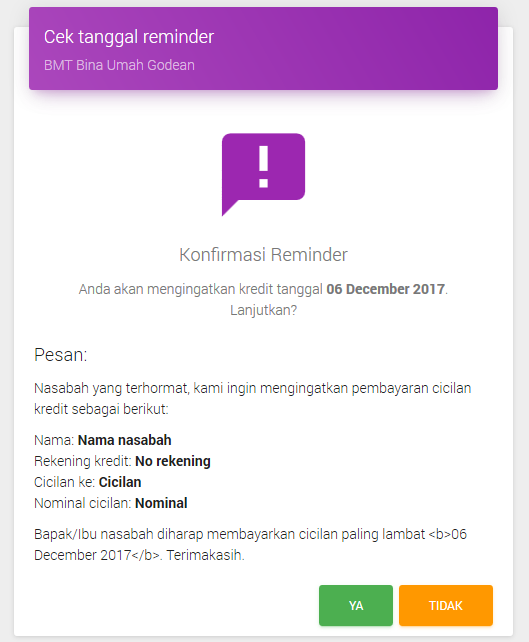 Cek tanggal reminder
BMT Bina Umah Godean
Konfirmasi Reminder
Anda akan mengingatkan kredit tanggal 06 December 2017.
Lanjutkan?
Pesan:
Nasabah yang terhormat, kami ingin mengingatkan pembayaran cicilan
kredit sebagai berikut:
Nama: Nama nasabah
Rekening kredit: No rekening
Cicilan ke: Cicilan
Nominal cicilan: Nominal
Bapak/Ibu nasabah diharap membayarkan cicilan paling lambat <b>06
December 2017</b>. Terimakasih.
YA
TIDAK